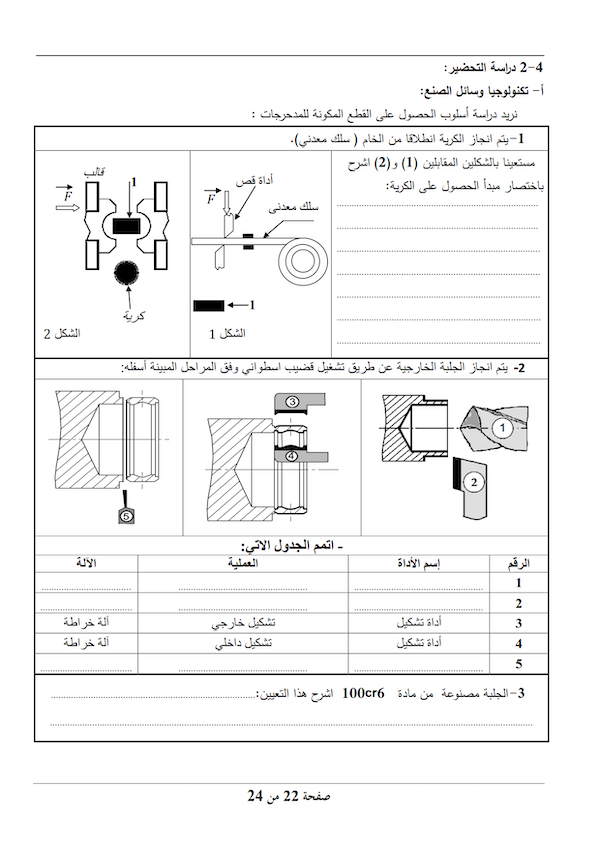 2-4 دراسة التحضير:
أ- تكنولوجيا وسائل الصنع:
نريد دراسة أسلوب الحصول على القطع المكونة للمدحرجات :
1-يتم انجاز الكرية انطلاقا من الخام ( سلك معدني).
مستعينا بالشكلين المقابلين (1) و(2) اشرح
باختصار مبدأ الحصول على الكرية:
أداة قص
F
سلك معدني
1
الشكل 1
قالب
F
1
كرية
الشكل 2
2- يتم انجاز الجلبة الخارجية عن طريق تشغيل قضيب اسطواني وفق المراحل المبينة أسفله:
1
2
3
4
5
- اتمم الجدول الاتي:
الرقم إسم الأداة العملية الآلة
1
2
3 أداة تشكيل تشكيل خارجي آلة خراطة
4 أداة تشكيل تشكيل داخلي آلة خراطة
5
3-الجلبة مصنوعة من مادة 100cr6 اشرح هذا التعيين:
صفحة 22 من 24